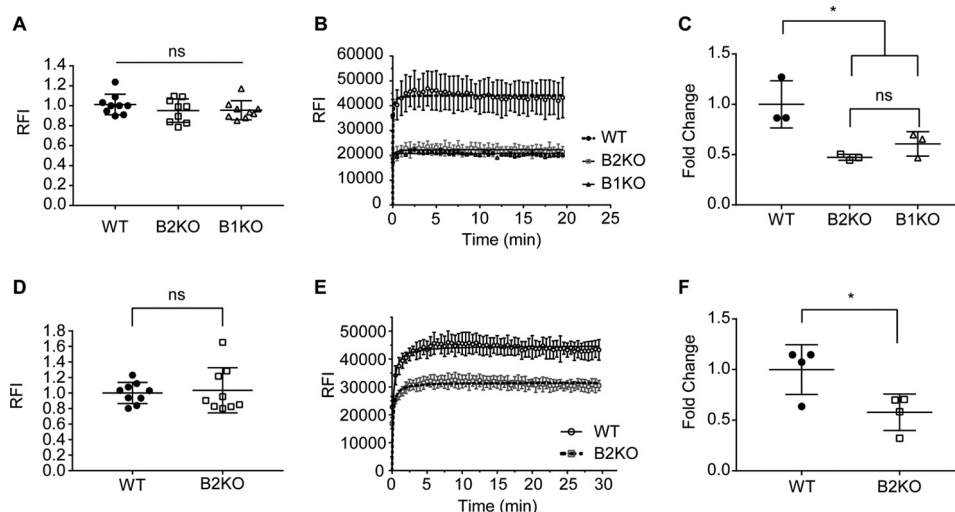 A
ns
RFI
1.4
1.2
1.0
0.8
0.6
0.4
0.2
0.0
WT
B2KO
B1KO
B
RFI
60000
50000
40000
30000
20000
10000
0
0
5
10
15
20
25
Time (min)
WT
B2KO
B1KO
C
*
ns
Fold Change
1.5
1.0
0.5
0.0
WT
B2KO
B1KO
D
ns
RFI
1.8
1.6
1.4
1.2
1.0
0.8
0.6
0.4
0.2
0.0
WT
B2KO
E
RFI
50000
40000
30000
20000
10000
0
0
5
10
15
20
25
30
Time (min)
WT
B2KO
F
*
Fold Change
1.5
1.0
0.5
0.0
WT
B2KO